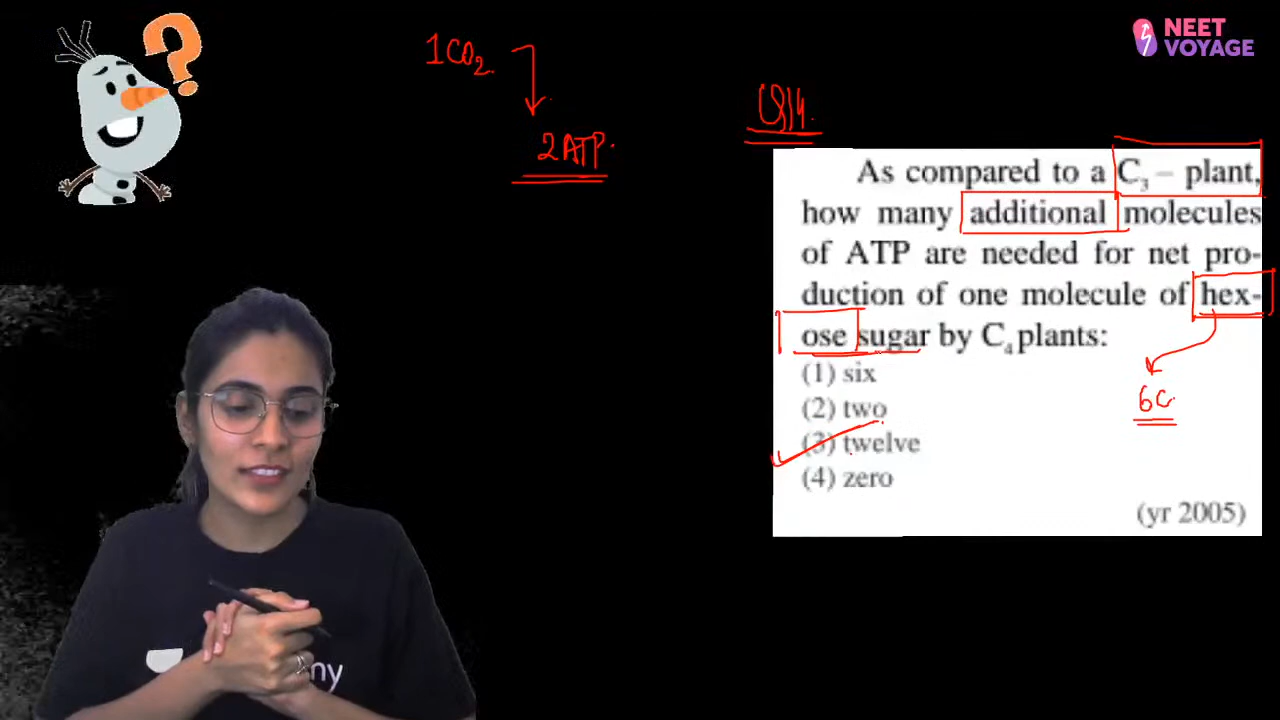 NEET
VOYAGE
1CO₂
2ATP
Q14.
As compared to a C₃ – plant,
how many additional molecules
of ATP are needed for net pro-
duction of one molecule of hex-
ose sugar by C₄ plants:
(1) six
(2) two
(3) twelve
(4) zero
(yr 2005)
6C
ny